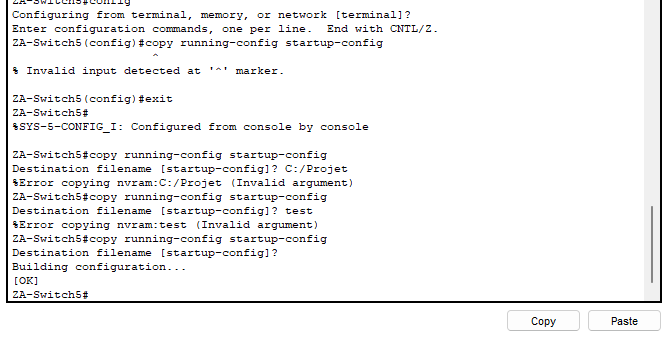 ZA-Switch5#config
Configuring from terminal, memory, or network [terminal]?
Enter configuration commands, one per line.  End with CNTL/Z.
ZA-Switch5(config)#copy running-config startup-config
^
% Invalid input detected at '^' marker.
ZA-Switch5(config)#exit
ZA-Switch5#
%SYS-5-CONFIG_I: Configured from console by console
ZA-Switch5#copy running-config startup-config
Destination filename [startup-config]? C:/Projet
%Error copying nvram:C:/Projet (Invalid argument)
ZA-Switch5#copy running-config startup-config
Destination filename [startup-config]? test
%Error copying nvram:test (Invalid argument)
ZA-Switch5#copy running-config startup-config
Destination filename [startup-config]?
Building configuration...
[OK]
ZA-Switch5#
Copy Paste